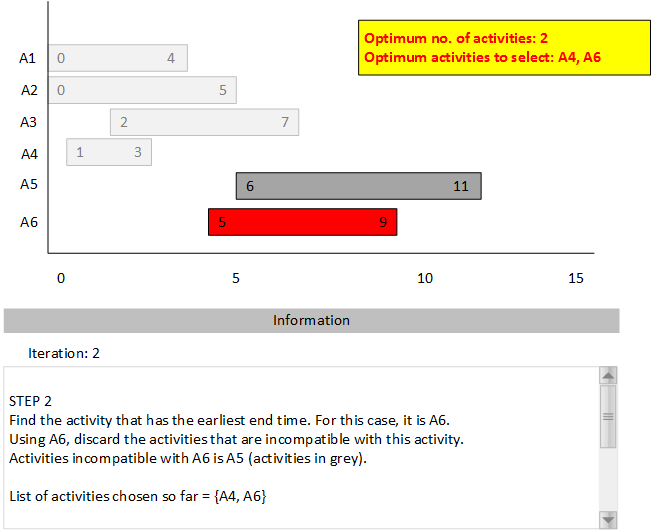 Optimum no. of activities: 2
Optimum activities to select: A4, A6
A1 0 4
A2 0 5
A3 2 7
A4 1 3
A5 6 11
A6 5 9
0 5 10 15
Information
Iteration: 2
STEP 2
Find the activity that has the earliest end time. For this case, it is A6.
Using A6, discard the activities that are incompatible with this activity.
Activities incompatible with A6 is A5 (activities in grey).
List of activities chosen so far = {A4, A6}